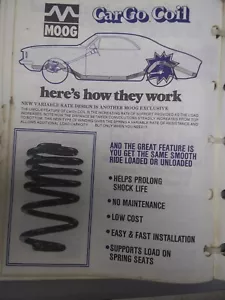 MOOG
CarGo Coil
here's how they work
NEW VARIABLE RATE DESIGN IS ANOTHER MOOG EXCLUSIVE
AND THE GREAT FEATURE IS
YOU GET THE SAME SMOOTH
RIDE LOADED OR UNLOADED
• HELPS PROLONG
SHOCK LIFE
• NO MAINTENANCE
• LOW COST
• EASY & FAST INSTALLATION
• SUPPORTS LOAD ON
SPRING SEATS